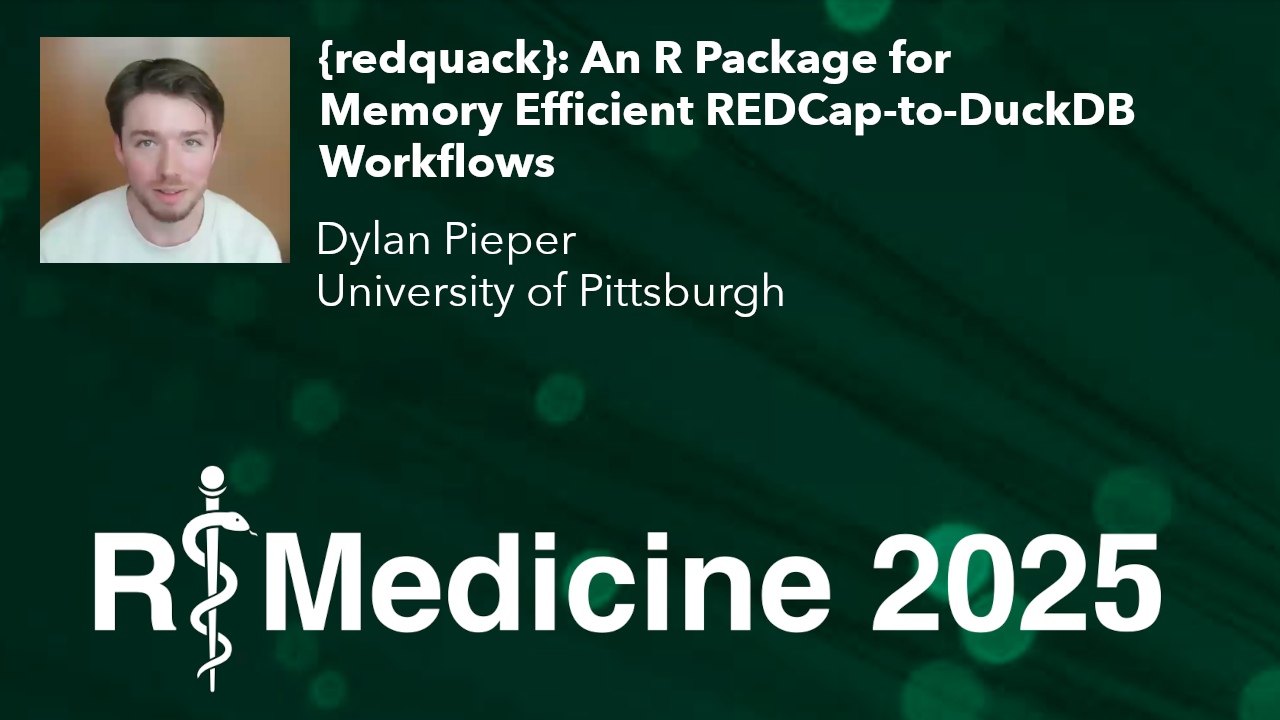 {redquack}: An R Package for
Memory Efficient REDCap-to-DuckDB
Workflows
Dylan Pieper
University of Pittsburgh
R Medicine 2025